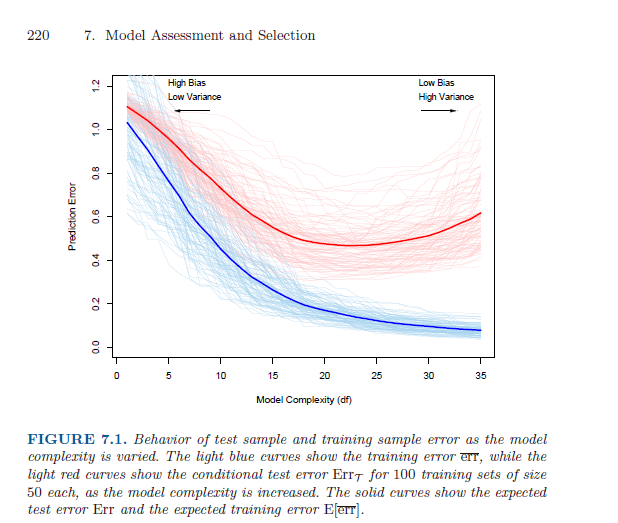 220 7. Model Assessment and Selection
High Bias
Low Variance
Low Bias
High Variance
Prediction Error
1.2
1.0
0.8
0.6
0.4
0.2
0.0
0 5 10 15 20 25 30 35
Model Complexity (df)
FIGURE 7.1. Behavior of test sample and training sample error as the model
complexity is varied. The light blue curves show the training error e̅r̅r̅, while the
light red curves show the conditional test error Err_𝒯 for 100 training sets of size
50 each, as the model complexity is increased. The solid curves show the expected
test error Err and the expected training error E[e̅r̅r̅].